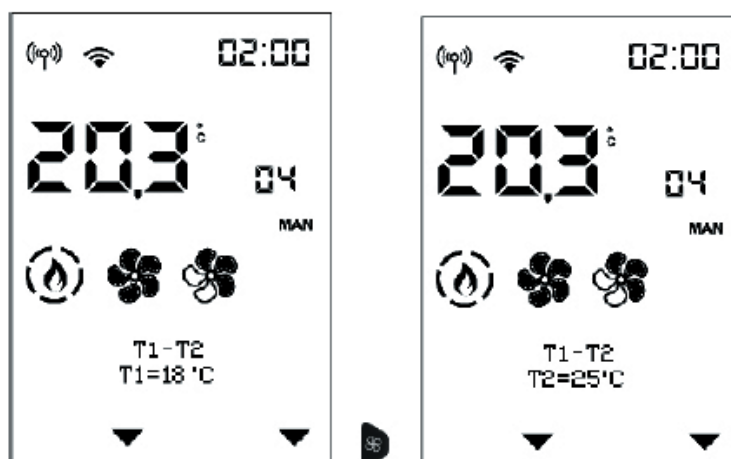 02:00
20.3 °C
04
MAN
T1-T2
T1=18 °C
02:00
20.3 °C
04
MAN
T1-T2
T2=25°C